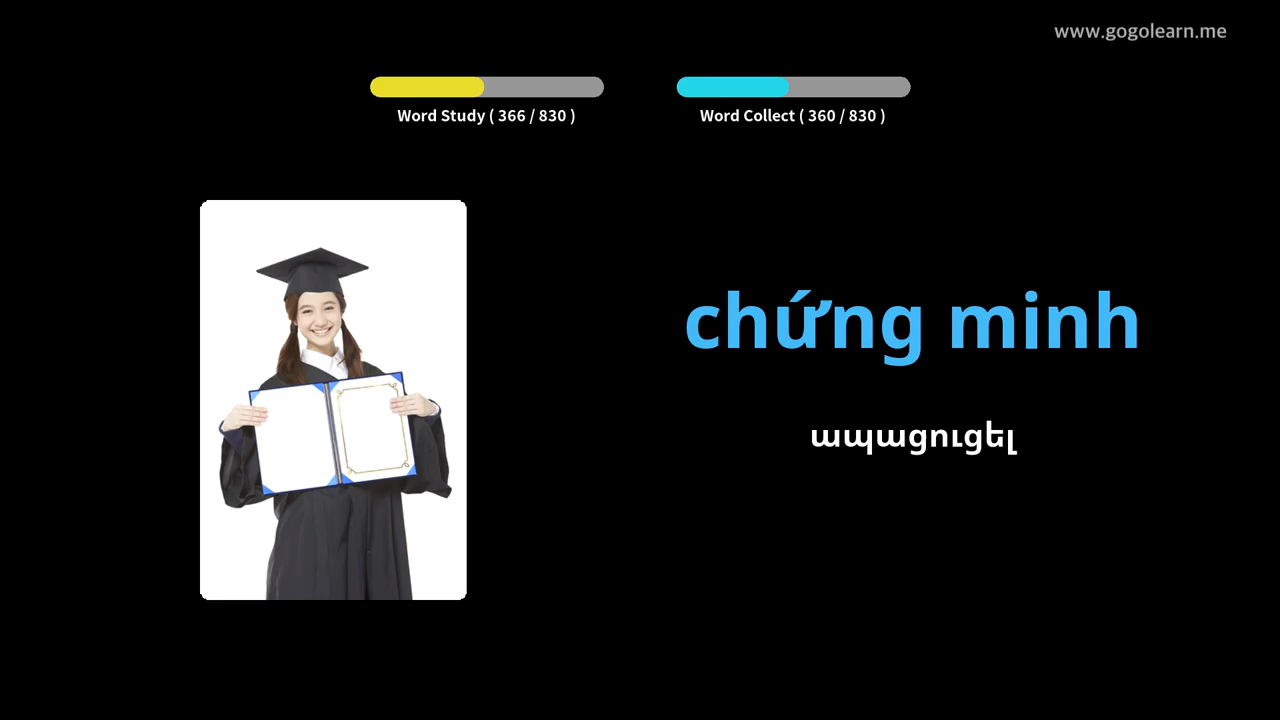 www.gogolearn.me
Word Study ( 366 / 830 )
Word Collect ( 360 / 830 )
chứng minh
ապացուցել